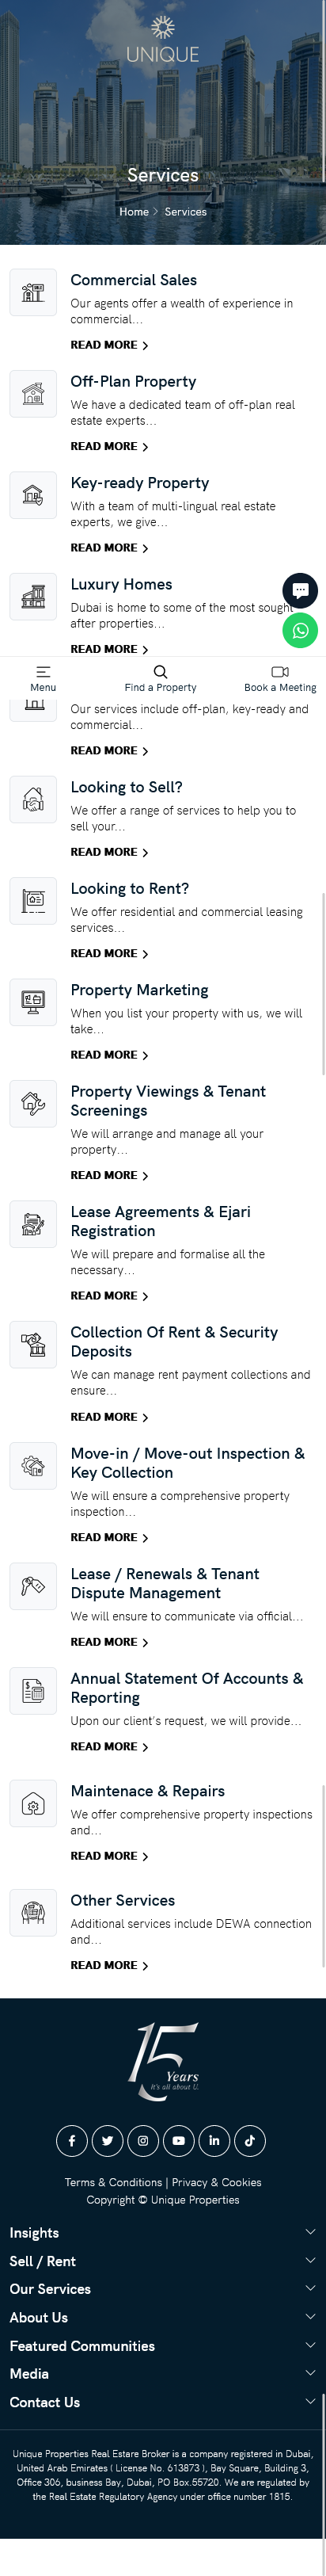 UNIQUE
Services
Home > Services
Commercial Sales
Our agents offer a wealth of experience in
commercial...
READ MORE
Off-Plan Property
We have a dedicated team of off-plan real
estate experts...
READ MORE
Key-ready Property
With a team of multi-lingual real estate
experts, we give...
READ MORE
Luxury Homes
Dubai is home to some of the most sought
after properties...
READ MORE
Menu
Find a Property
Book a Meeting
Our services include off-plan, key-ready and
commercial...
READ MORE
Looking to Sell?
We offer a range of services to help you to
sell your...
READ MORE
Looking to Rent?
We offer residential and commercial leasing
services...
READ MORE
Property Marketing
When you list your property with us, we will
take...
READ MORE
Property Viewings & Tenant
Screenings
We will arrange and manage all your
property...
READ MORE
Lease Agreements & Ejari
Registration
We will prepare and formalise all the
necessary...
READ MORE
Collection Of Rent & Security
Deposits
We can manage rent payment collections and
ensure...
READ MORE
Move-in / Move-out Inspection &
Key Collection
We will ensure a comprehensive property
inspection...
READ MORE
Lease / Renewals & Tenant
Dispute Management
We will ensure to communicate via official...
READ MORE
Annual Statement Of Accounts &
Reporting
Upon our client's request, we will provide...
READ MORE
Maintenace & Repairs
We offer comprehensive property inspections
and...
READ MORE
Other Services
Additional services include DEWA connection
and...
READ MORE
15 Years
It's all about U.
Terms & Conditions | Privacy & Cookies
Copyright © Unique Properties
Insights
Sell / Rent
Our Services
About Us
Featured Communities
Media
Contact Us
Unique Properties Real Estare Broker is a company registered in Dubai,
United Arab Emirates ( License No. 613873 ), Bay Square, Building 3,
Office 306, business Bay, Dubai, PO Box.55720. We are regulated by
the Real Estate Regulatory Agency under office number 1815.